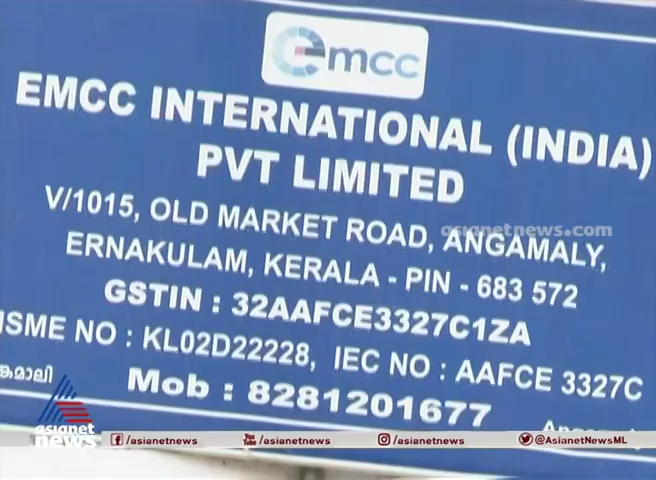 emcc
EMCC INTERNATIONAL (INDIA)
PVT LIMITED
V/1015, OLD MARKET ROAD, ANGAMALY,
asianetnews.com
ERNAKULAM, KERALA - PIN - 683 572
GSTIN : 32AAFCE3327C1ZA
ISME NO : KL02D22228, IEC NO : AAFCE 3327C
Mob : 8281201677
asianet
news
/asianetnews /asianetnews /asianetnews @AsianetNewsML